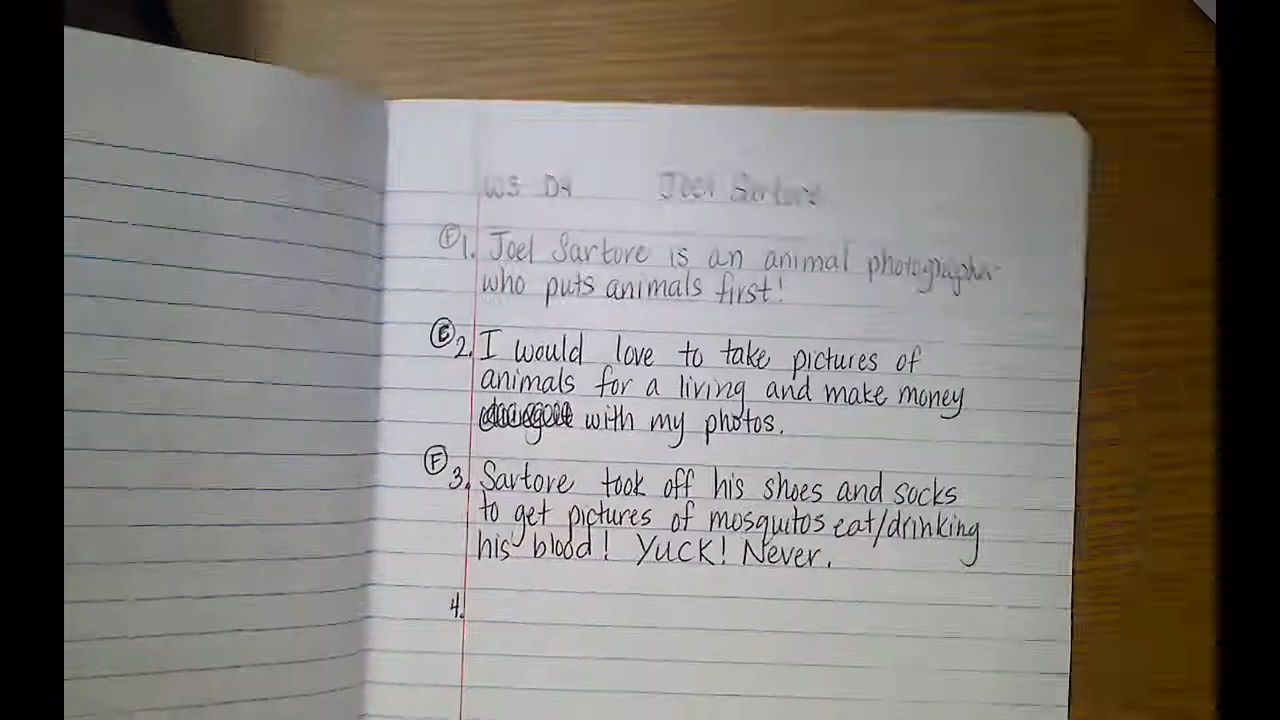 WS D4 Joel Sartore
F 1. Joel Sartore is an animal photographer
who puts animals first!
C 2. I would love to take pictures of
animals for a living and make money
with my photos.
F 3. Sartore took off his shoes and socks
to get pictures of mosquitos eat/drinking
his blood! Yuck! Never.
4.